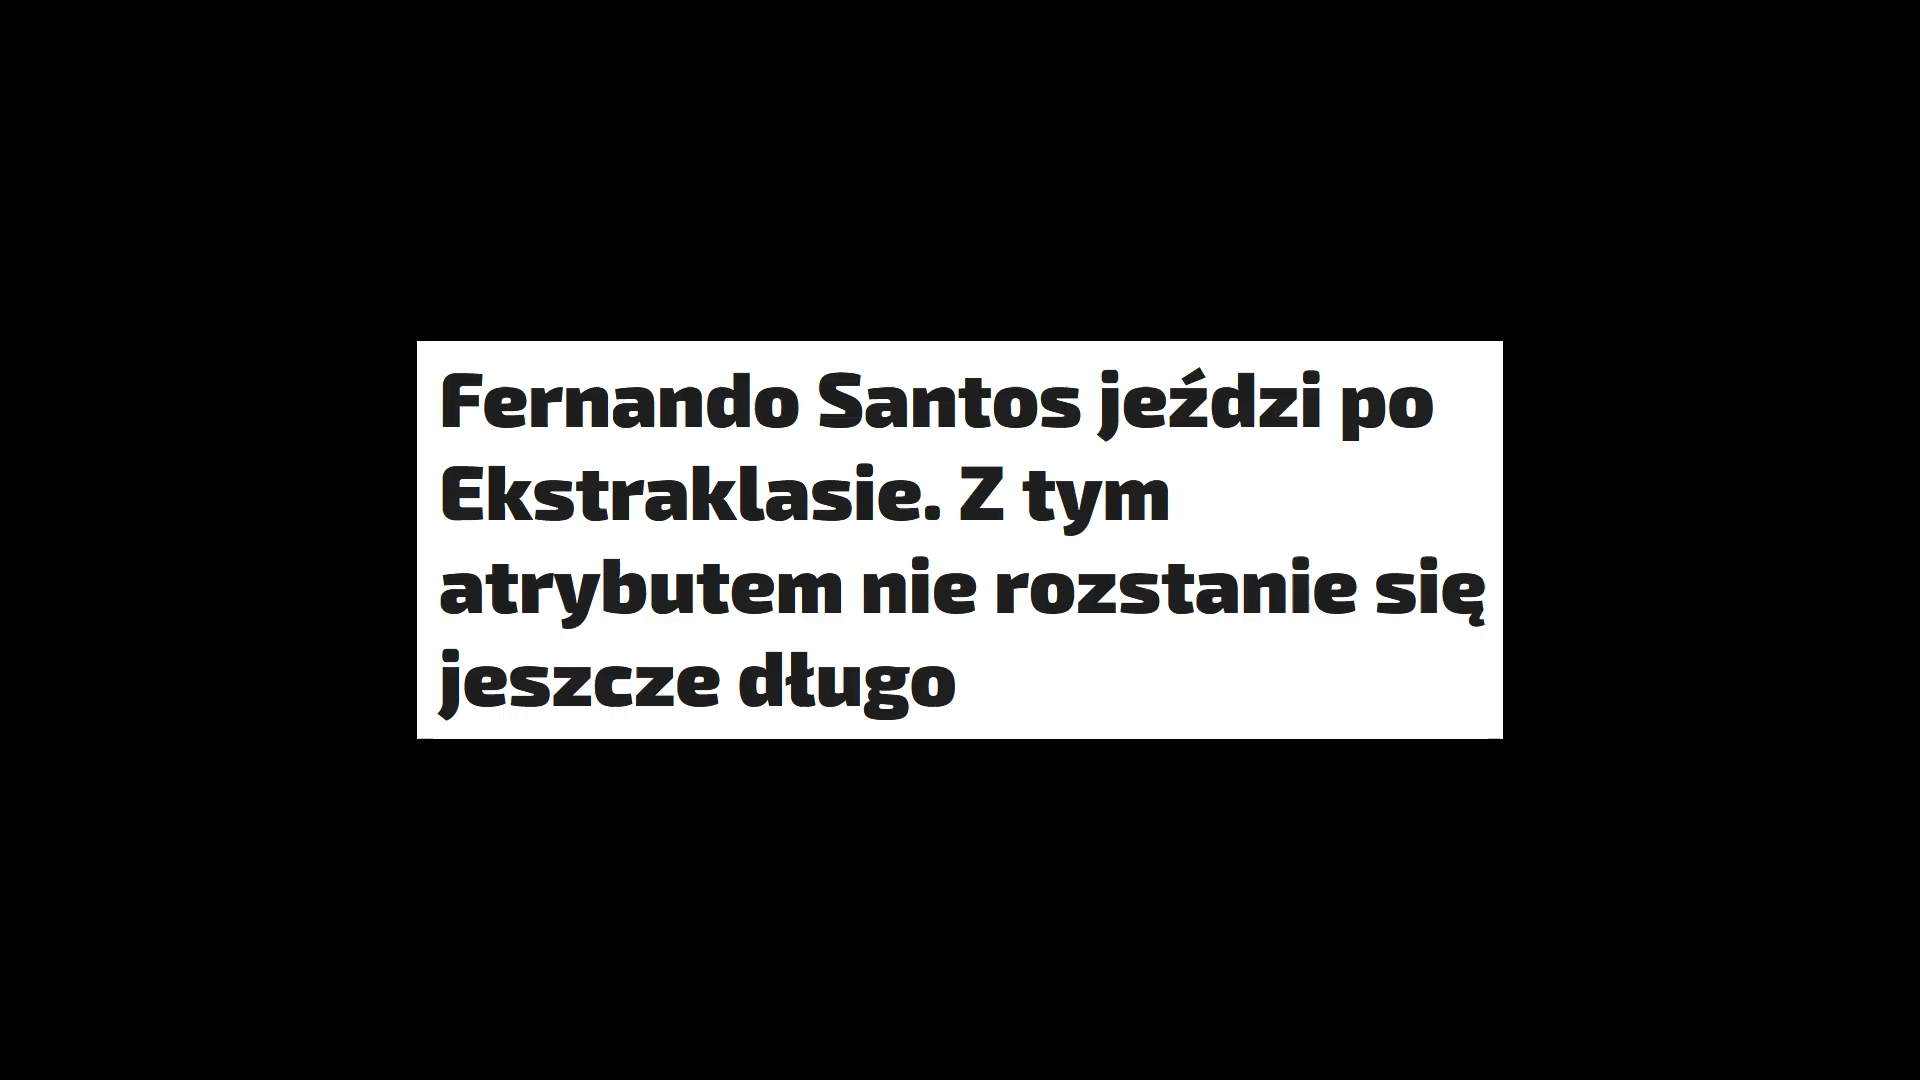 Fernando Santos jeździ po
Ekstraklasie. Z tym
atrybutem nie rozstanie się
jeszcze długo